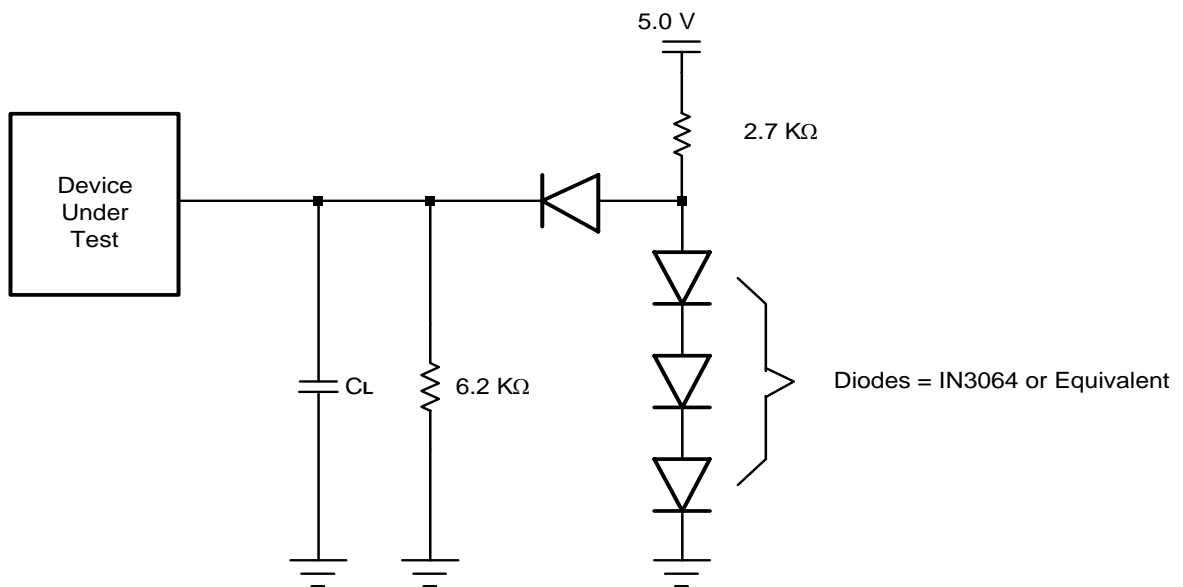 5.0 V
2.7 KΩ
Device
Under
Test
CL
6.2 KΩ
Diodes = IN3064 or Equivalent